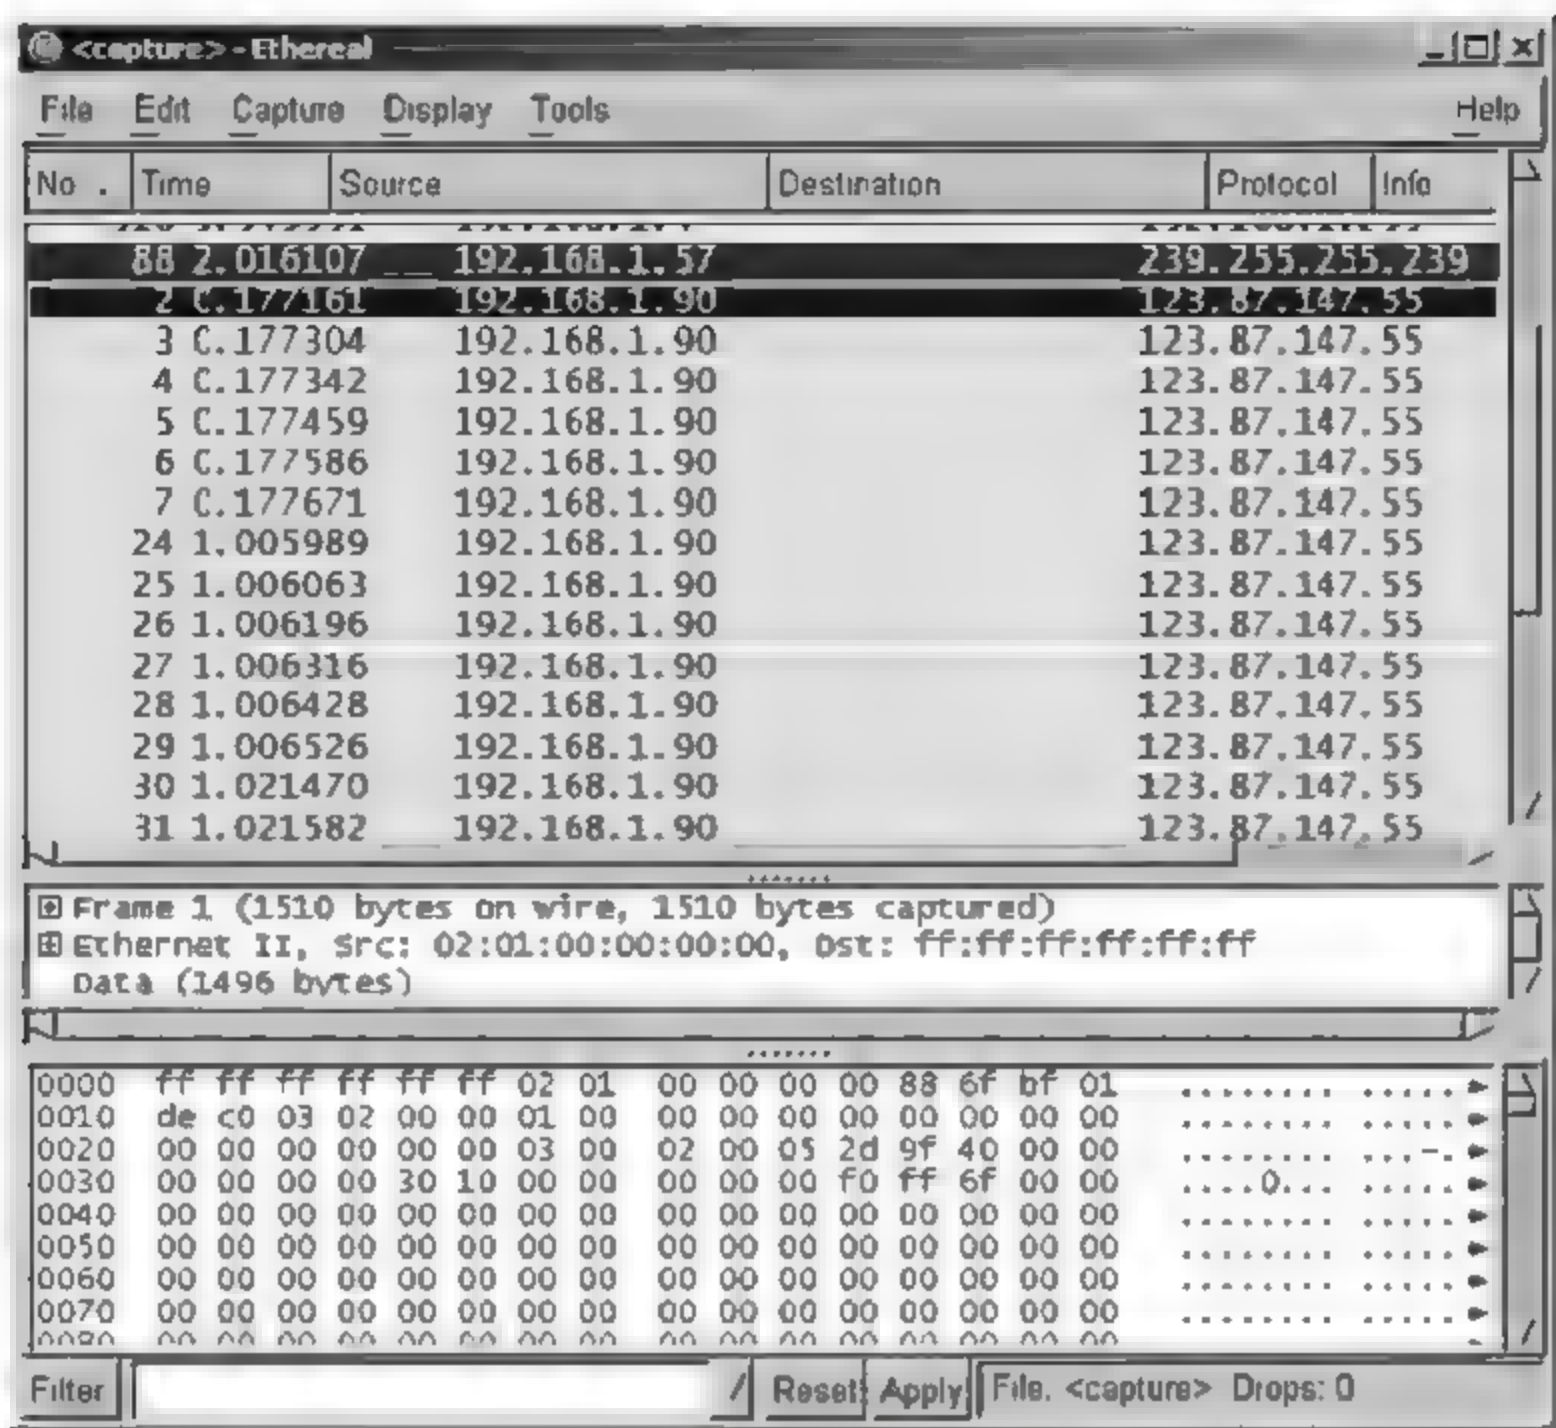 <capture> - Ethereal
File Edit Capture Display Tools Help
No . Time Source Destination Protocol Info
88 2.016107 192.168.1.57 239.255.255.239
2 C.177161 192.168.1.90 123.87.147.55
3 C.177304 192.168.1.90 123.87.147.55
4 C.177342 192.168.1.90 123.87.147.55
5 C.177459 192.168.1.90 123.87.147.55
6 C.177586 192.168.1.90 123.87.147.55
7 C.177671 192.168.1.90 123.87.147.55
24 1.005989 192.168.1.90 123.87.147.55
25 1.006063 192.168.1.90 123.87.147.55
26 1.006196 192.168.1.90 123.87.147.55
27 1.006316 192.168.1.90 123.87.147.55
28 1.006428 192.168.1.90 123.87.147.55
29 1.006526 192.168.1.90 123.87.147.55
30 1.021470 192.168.1.90 123.87.147.55
31 1.021582 192.168.1.90 123.87.147.55
Frame 1 (1510 bytes on wire, 1510 bytes captured)
Ethernet II, Src: 02:01:00:00:00:00, Dst: ff:ff:ff:ff:ff:ff
Data (1496 bytes)
0000 ff ff ff ff ff ff 02 01 00 00 00 00 88 6f bf 01 ........ .....
0010 de c0 03 02 00 00 01 00 00 00 00 00 00 00 00 00 ........ .....
0020 00 00 00 00 00 00 03 00 02 00 05 2d 9f 40 00 00 ........ ...-.
0030 00 00 00 00 30 10 00 00 00 00 00 f0 ff 6f 00 00 ....0... .....
0040 00 00 00 00 00 00 00 00 00 00 00 00 00 00 00 00 ........ .....
0050 00 00 00 00 00 00 00 00 00 00 00 00 00 00 00 00 ........ .....
0060 00 00 00 00 00 00 00 00 00 00 00 00 00 00 00 00 ........ .....
0070 00 00 00 00 00 00 00 00 00 00 00 00 00 00 00 00 ........ .....
Filter Reset Apply File. <capture> Drops: 0